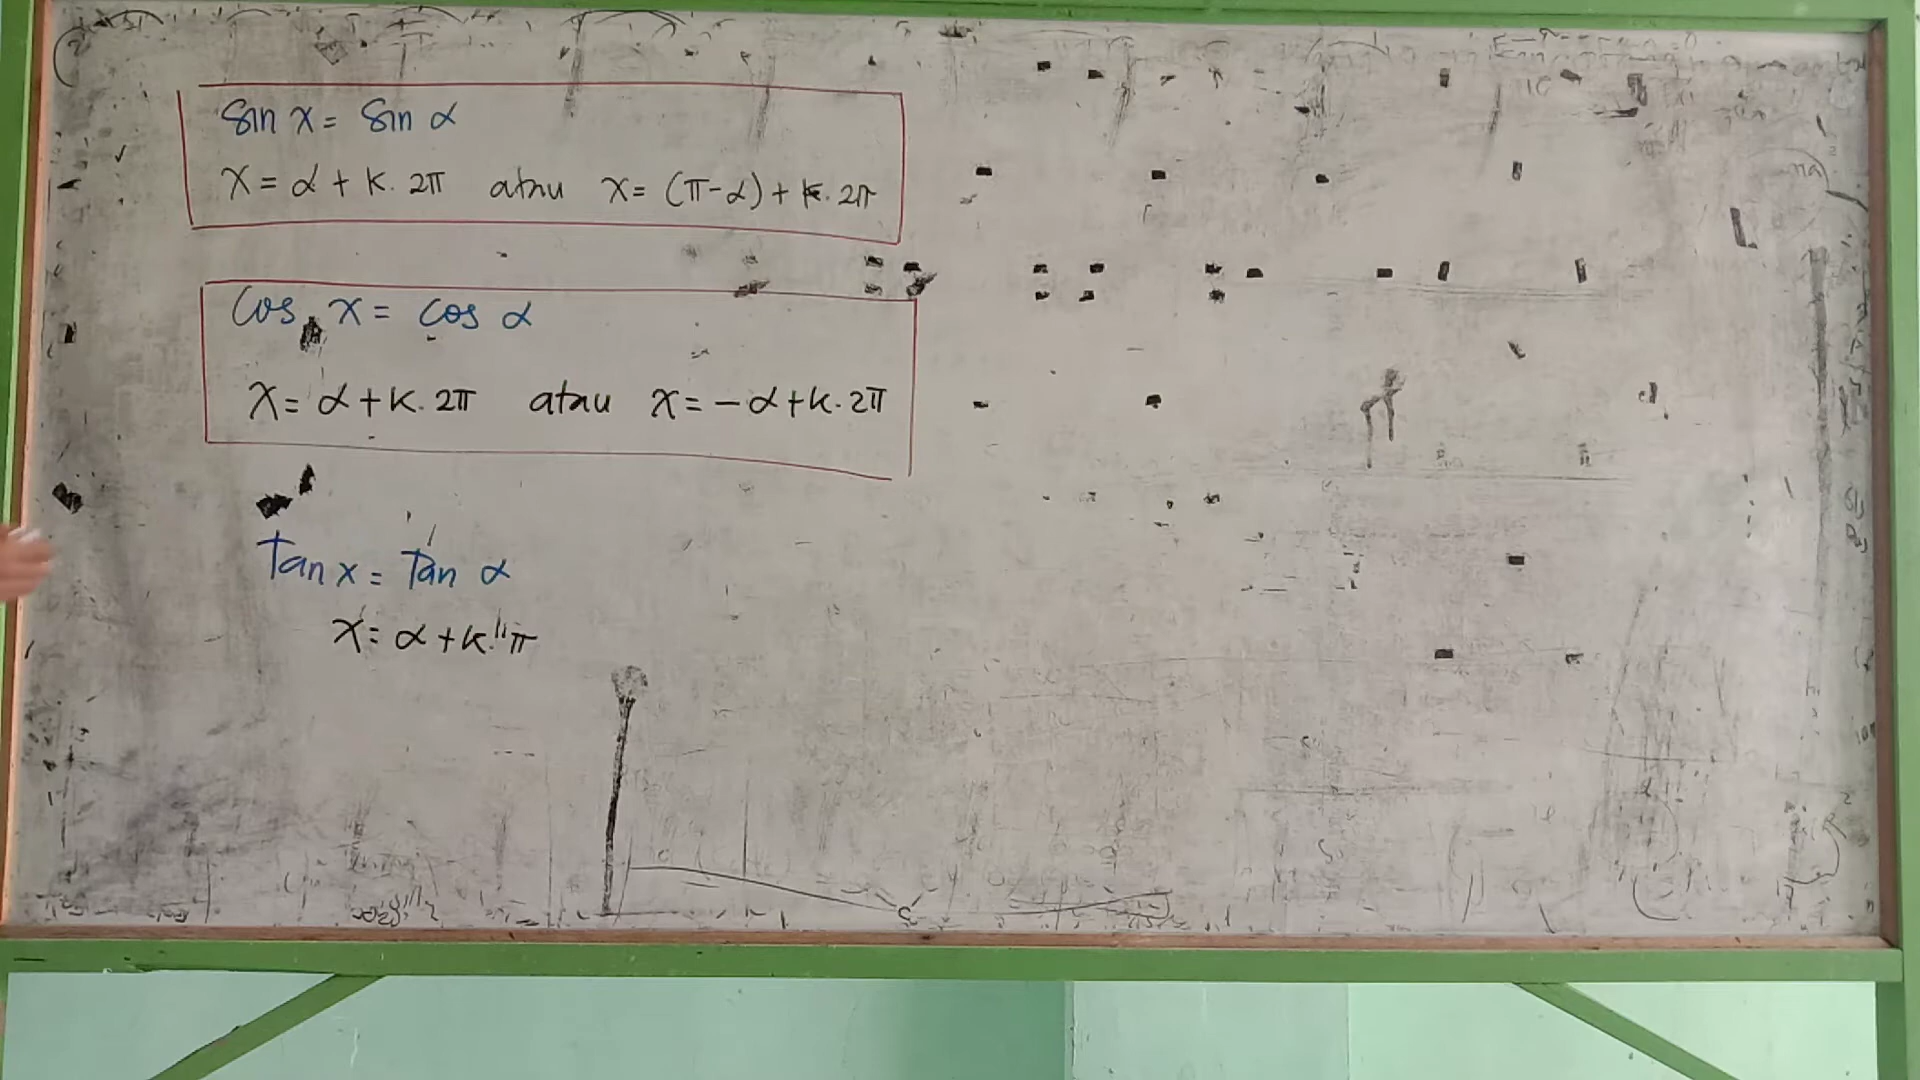 Sin x = Sin α
x = α + k. 2π atau x = (π-α) + k. 2π
Cos x = Cos α
x = α + k. 2π atau x = -α + k. 2π
Tan x = Tan α
x = α + k. π